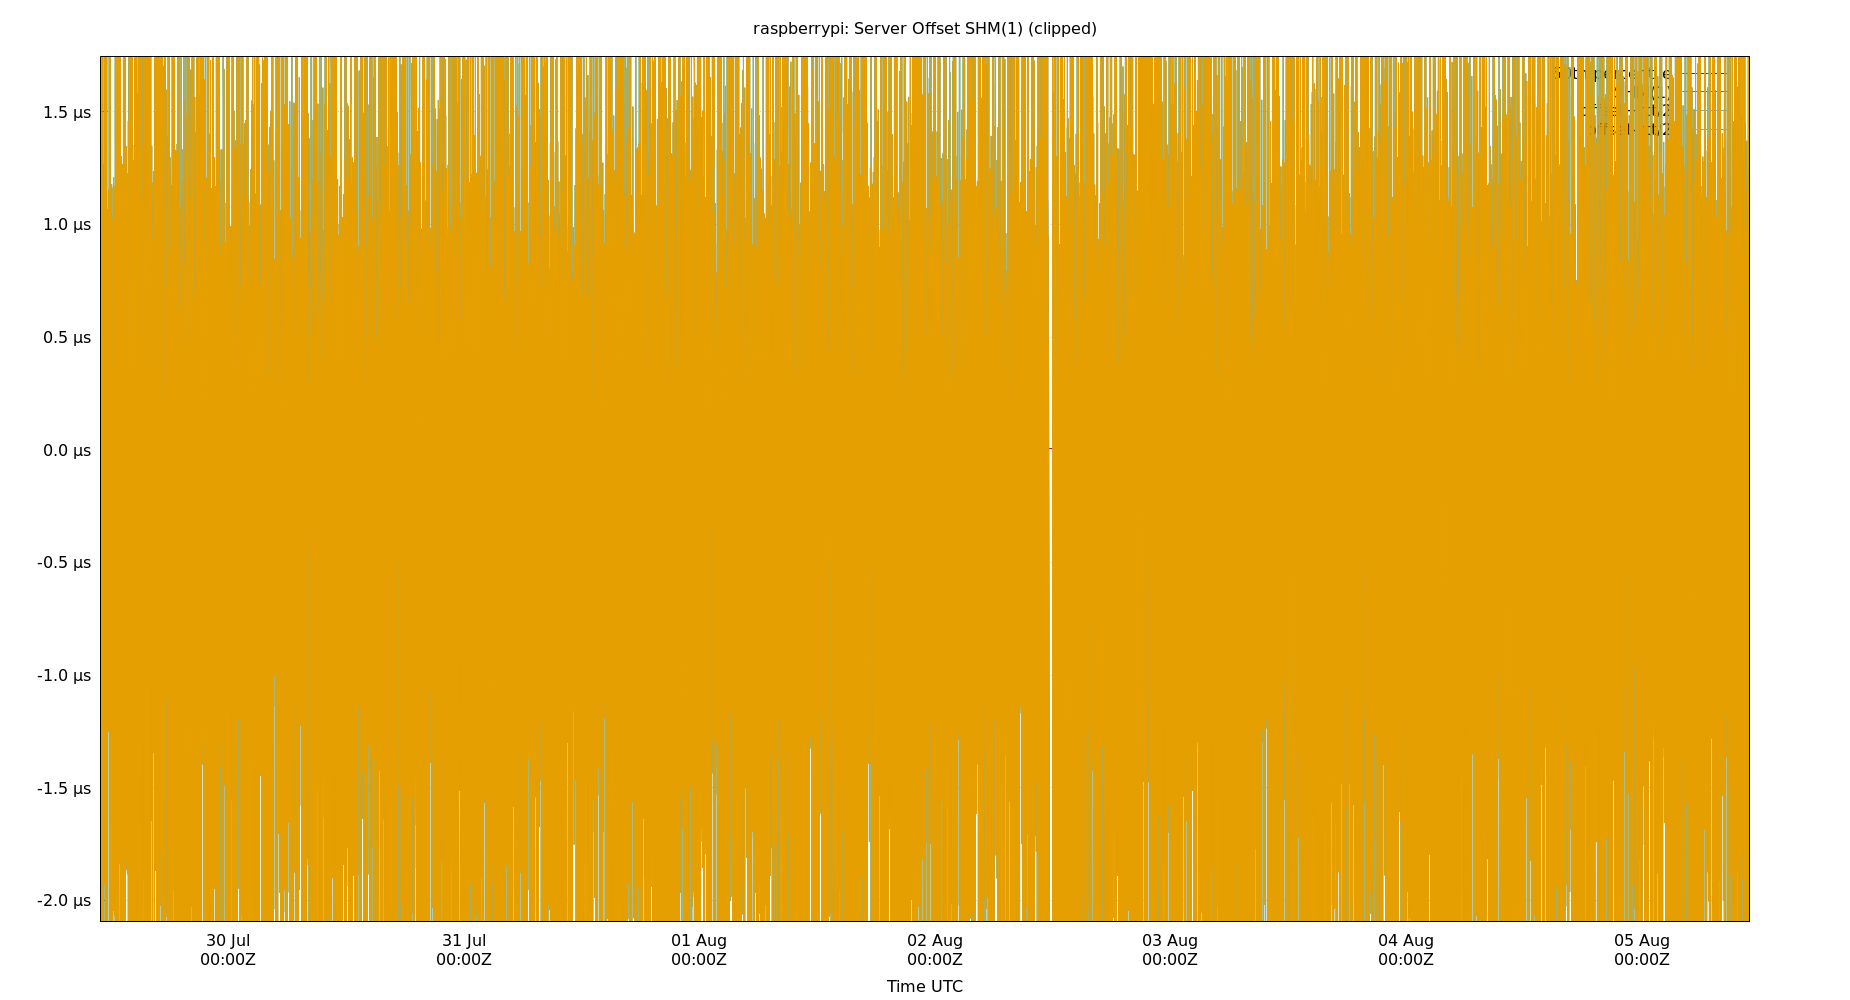 raspberrypi: Server Offset SHM(1) (clipped)
1.5 µs
1.0 µs
0.5 µs
0.0 µs
-0.5 µs
-1.0 µs
-1.5 µs
-2.0 µs
30 Jul 31 Jul 01 Aug 02 Aug 03 Aug 04 Aug 05 Aug
00:00Z 00:00Z 00:00Z 00:00Z 00:00Z 00:00Z 00:00Z
Time UTC